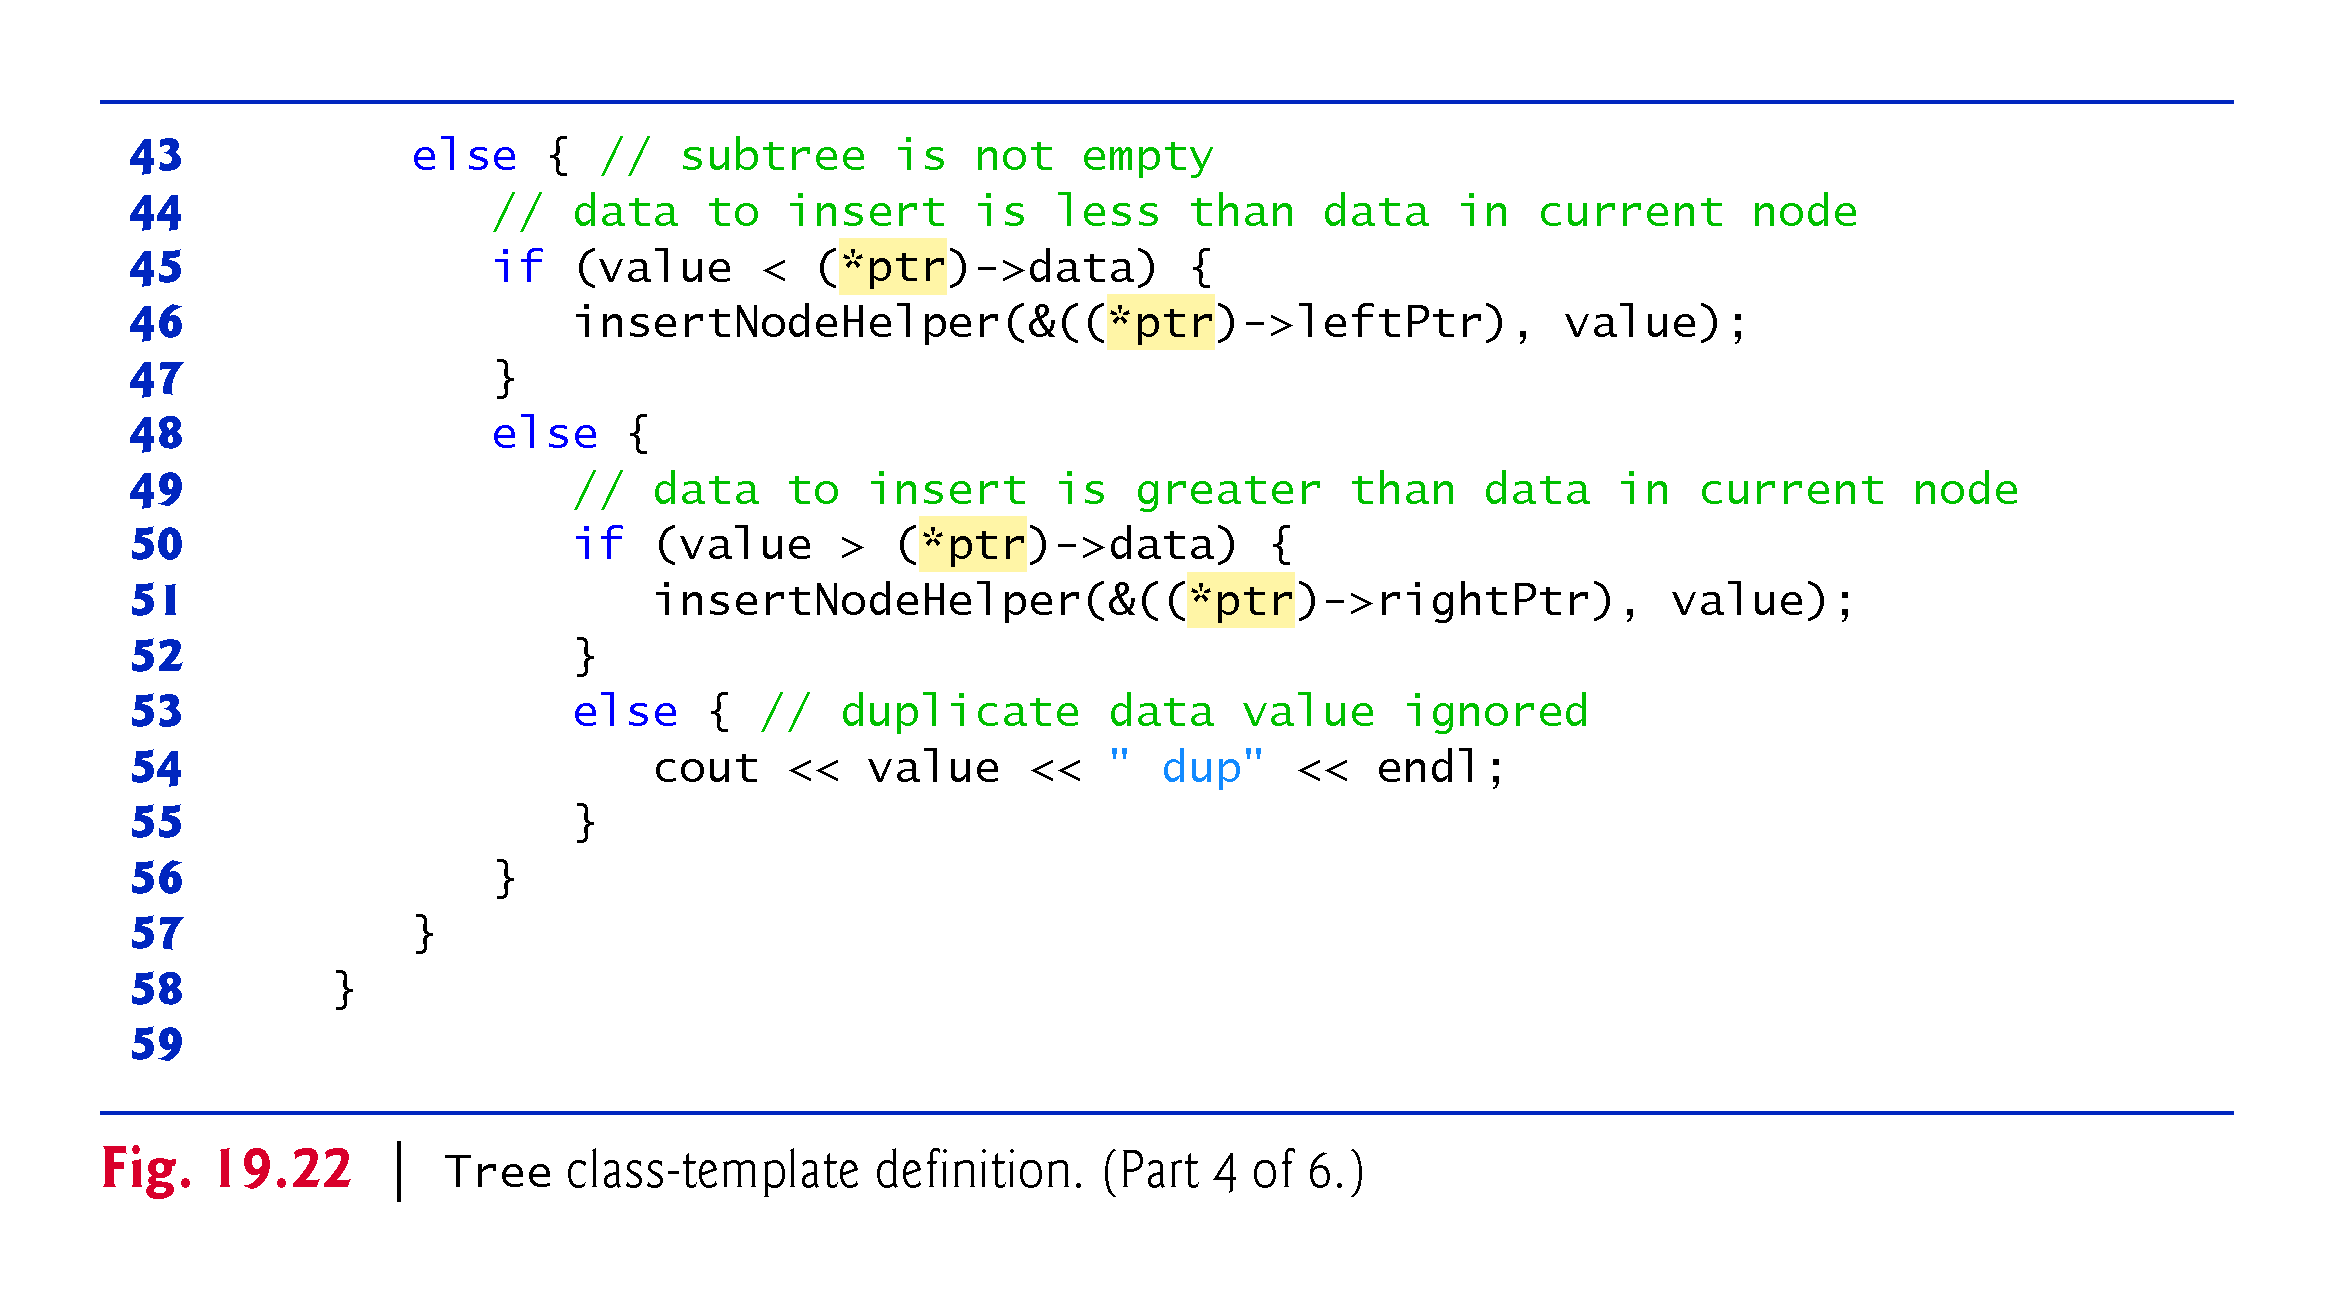 43 else { // subtree is not empty
44 // data to insert is less than data in current node
45 if (value < (*ptr)->data) {
46 insertNodeHelper(&((*ptr)->leftPtr), value);
47 }
48 else {
49 // data to insert is greater than data in current node
50 if (value > (*ptr)->data) {
51 insertNodeHelper(&((*ptr)->rightPtr), value);
52 }
53 else { // duplicate data value ignored
54 cout << value << " dup" << endl;
55 }
56 }
57 }
58 }
59
Fig. 19.22 | Tree class-template definition. (Part 4 of 6.)